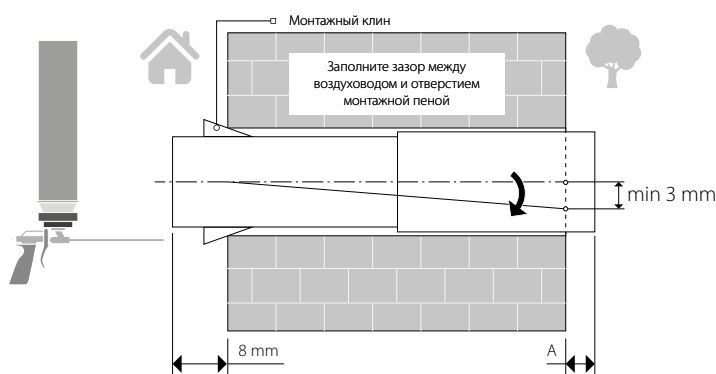 Монтажный клин
Заполните зазор между
воздуховодом и отверстием
монтажной пеной
min 3 mm
8 mm
A